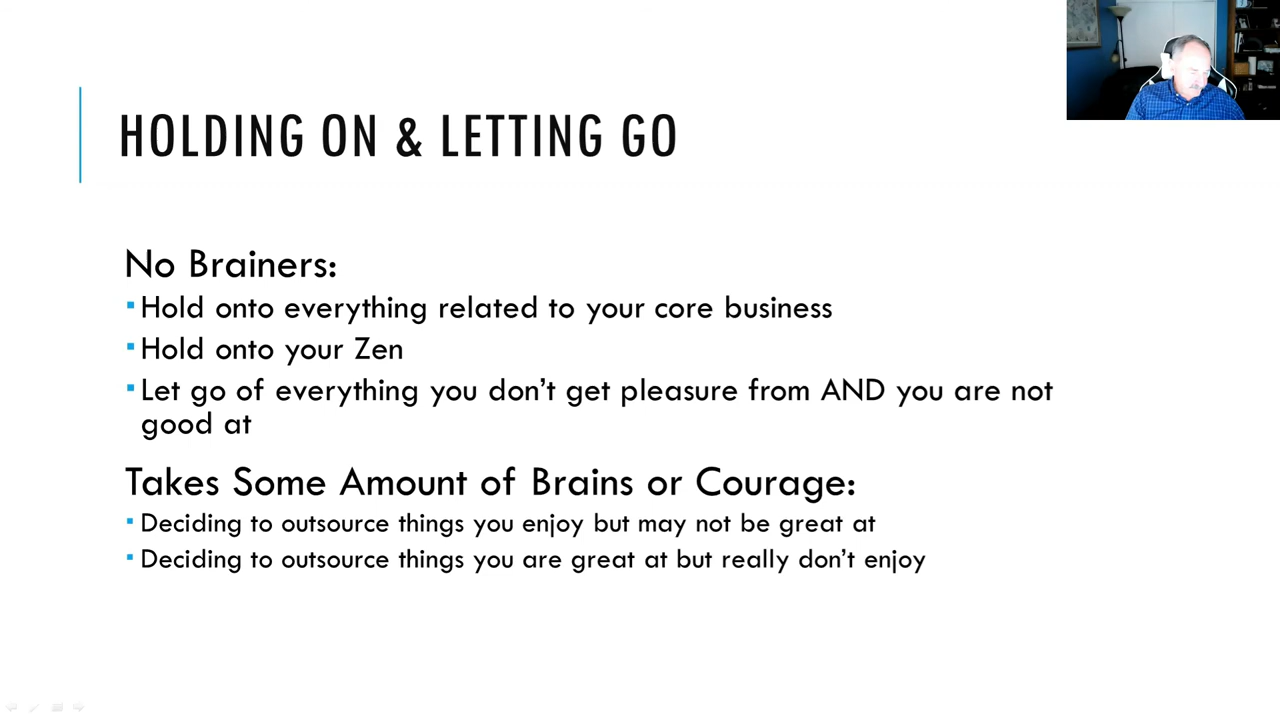 HOLDING ON & LETTING GO
No Brainers:
▪Hold onto everything related to your core business
▪Hold onto your Zen
▪Let go of everything you don’t get pleasure from AND you are not
good at
Takes Some Amount of Brains or Courage:
▪Deciding to outsource things you enjoy but may not be great at
▪Deciding to outsource things you are great at but really don’t enjoy